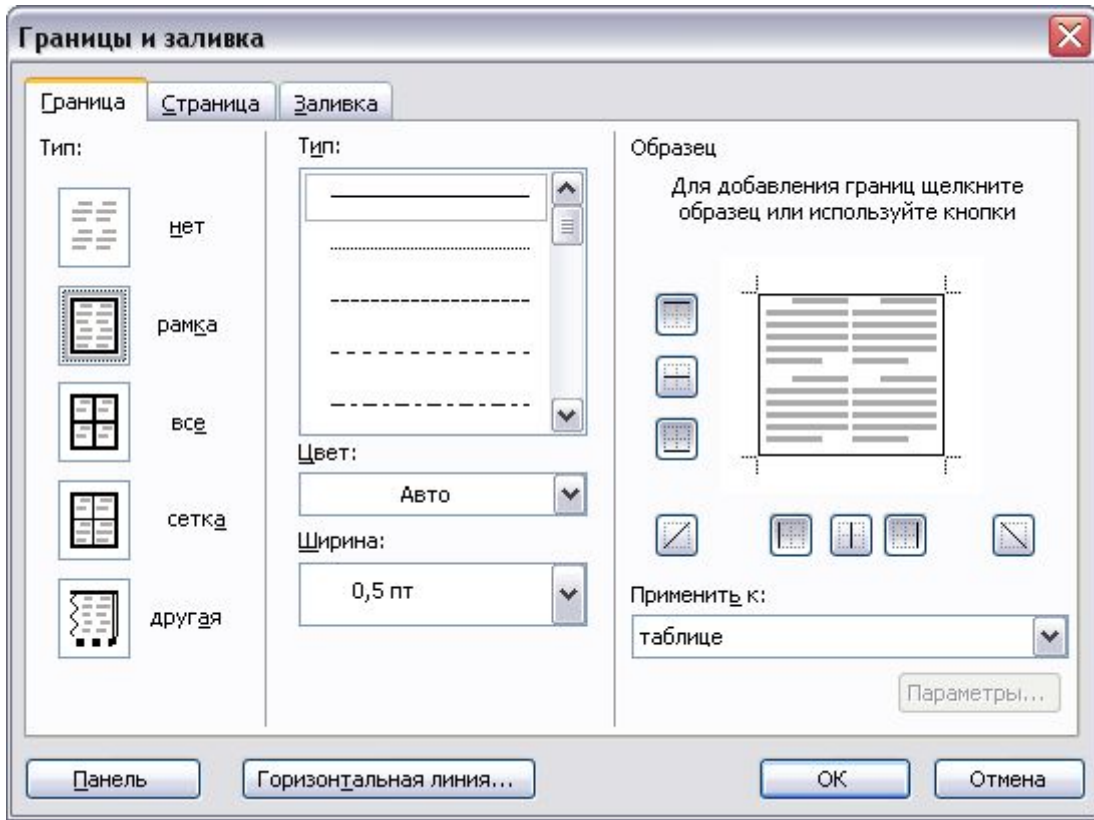 Границы и заливка
Граница
Страница
Заливка
Тип:
нет
рамка
все
сетка
другая
Тип:
Цвет:
Авто
Ширина:
0,5 пт
Образец
Для добавления границ щелкните
образец или используйте кнопки
Применить к:
таблице
Параметры...
Панель
Горизонтальная линия...
ОК
Отмена